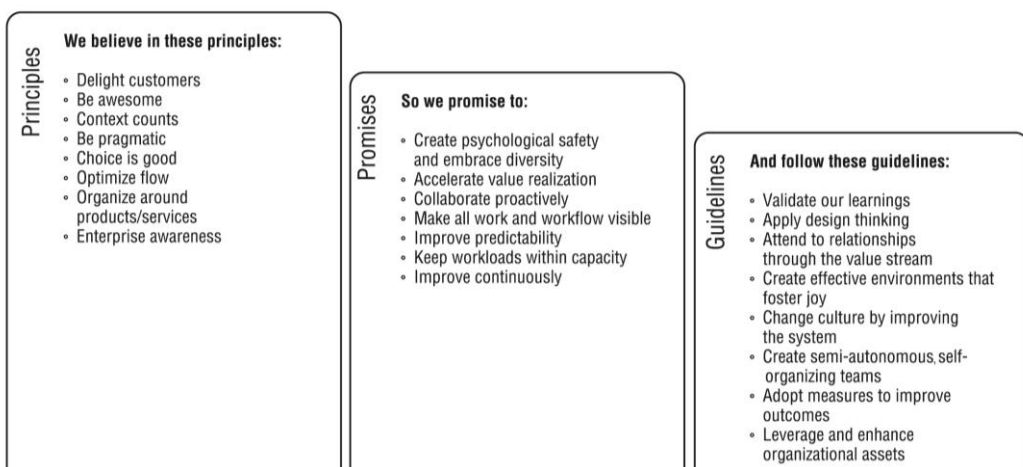 Principles
We believe in these principles:
• Delight customers
• Be awesome
• Context counts
• Be pragmatic
• Choice is good
• Optimize flow
• Organize around
products/services
• Enterprise awareness
Promises
So we promise to:
• Create psychological safety
and embrace diversity
• Accelerate value realization
• Collaborate proactively
• Make all work and workflow visible
• Improve predictability
• Keep workloads within capacity
• Improve continuously
Guidelines
And follow these guidelines:
• Validate our learnings
• Apply design thinking
• Attend to relationships
through the value stream
• Create effective environments that
foster joy
• Change culture by improving
the system
• Create semi-autonomous, self-
organizing teams
• Adopt measures to improve
outcomes
• Leverage and enhance
organizational assets